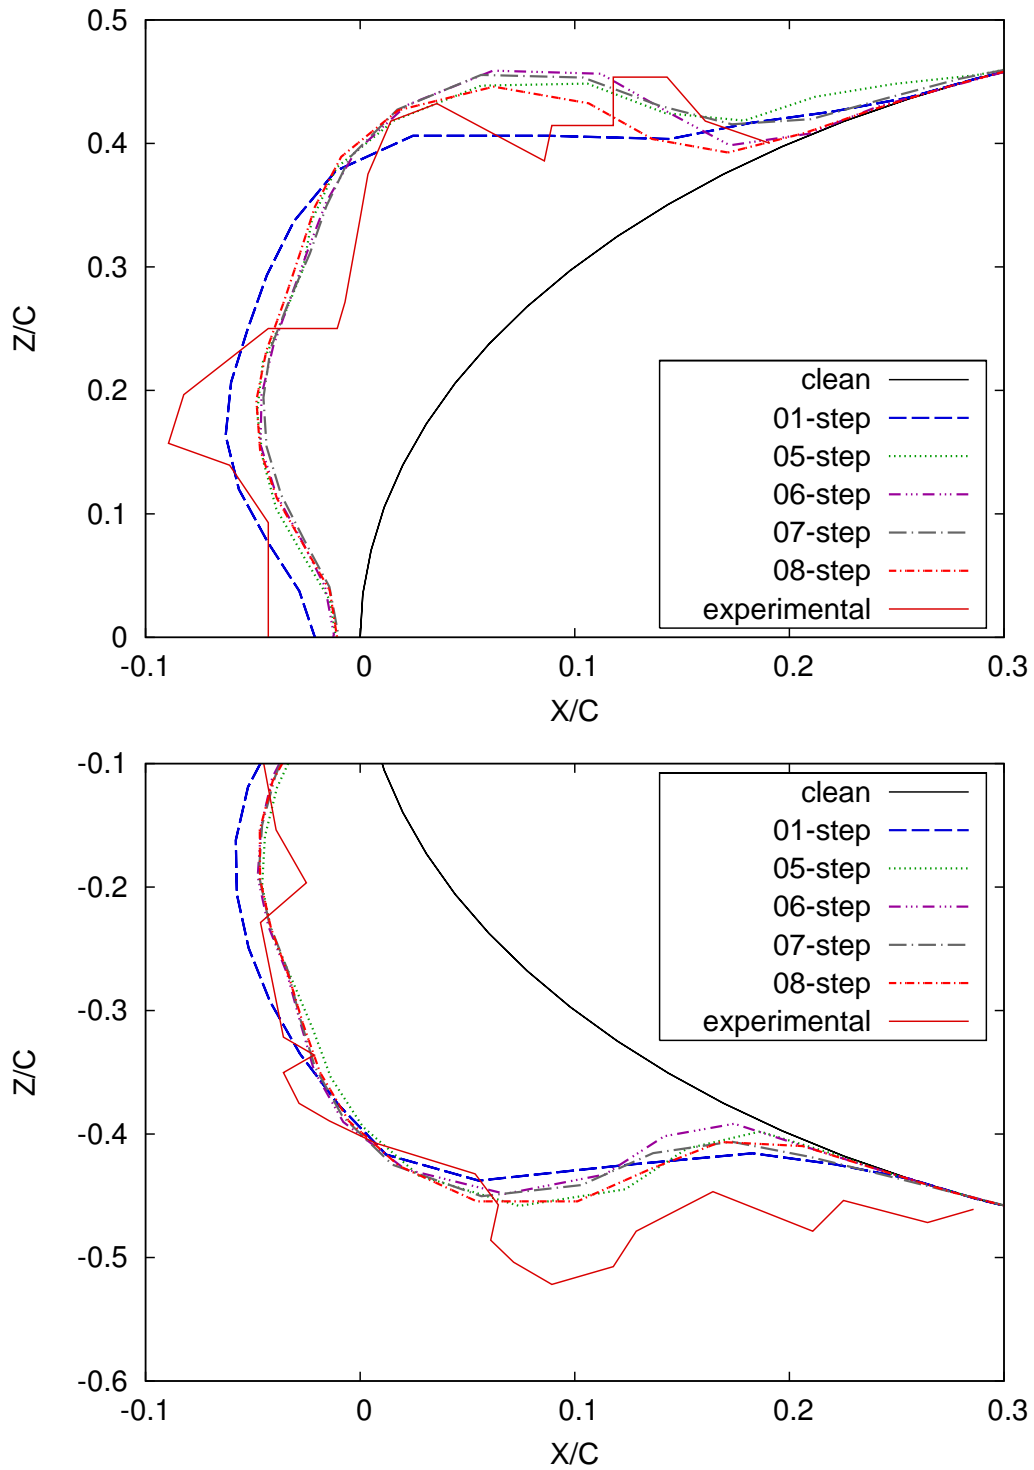 0.5
0.4
0.3
0.2
0.1
0
Z/C
-0.1
0
0.1
0.2
0.3
X/C
clean
01-step
05-step
06-step
07-step
08-step
experimental
-0.1
-0.2
-0.3
-0.4
-0.5
-0.6
Z/C
-0.1
0
0.1
0.2
0.3
X/C
clean
01-step
05-step
06-step
07-step
08-step
experimental